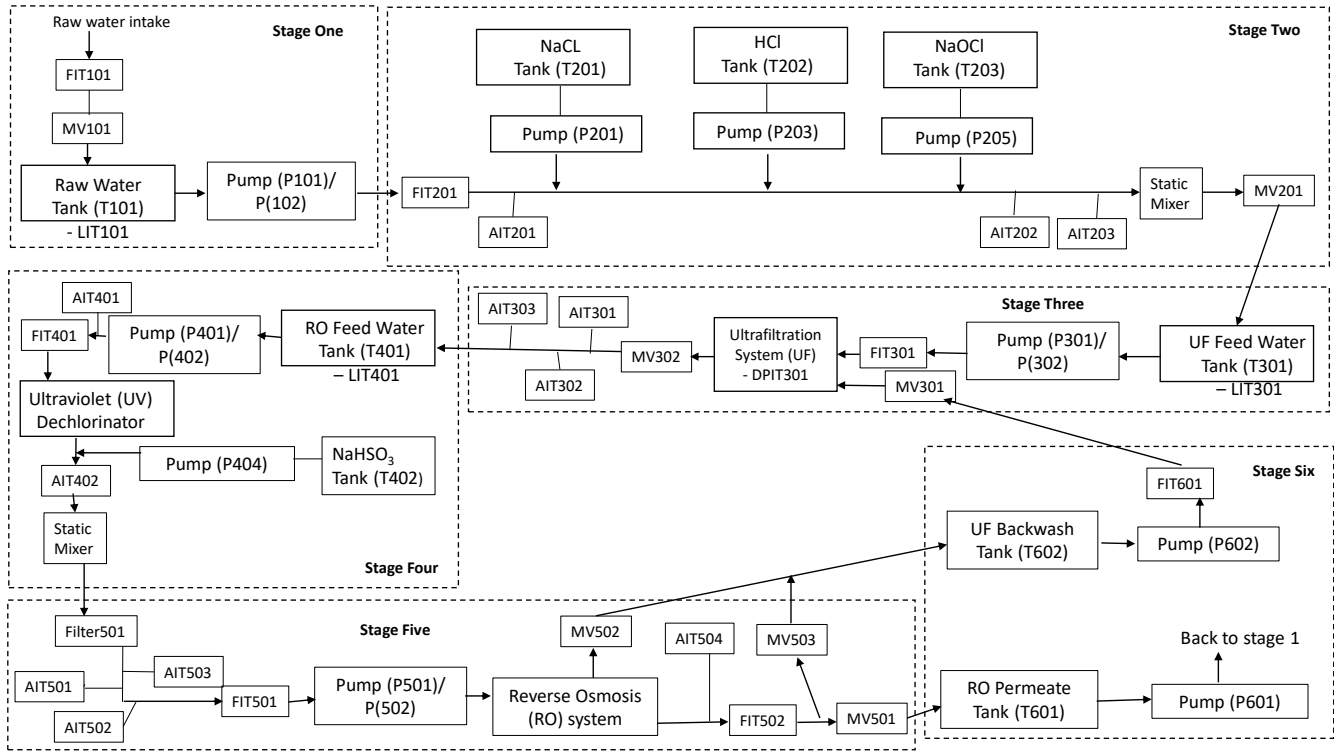 Raw water intake
Stage One
FIT101
MV101
Raw Water
Tank (T101)
- LIT101
Pump (P101)/
P(102)
Stage Two
NaCL
Tank (T201)
HCl
Tank (T202)
NaOCl
Tank (T203)
Pump (P201)
Pump (P203)
Pump (P205)
FIT201
AIT201
AIT202
AIT203
Static
Mixer
MV201
Stage Three
AIT303
AIT301
AIT302
MV302
Ultrafiltration
System (UF)
- DPIT301
FIT301
MV301
Pump (P301)/
P(302)
UF Feed Water
Tank (T301)
– LIT301
AIT401
FIT401
Pump (P401)/
P(402)
RO Feed Water
Tank (T401)
– LIT401
Ultraviolet (UV)
Dechlorinator
Pump (P404)
NaHSO3
Tank (T402)
AIT402
Static
Mixer
Stage Four
Stage Five
Filter501
AIT501
AIT503
AIT502
FIT501
Pump (P501)/
P(502)
Reverse Osmosis
(RO) system
MV502
AIT504
MV503
FIT502
MV501
Stage Six
FIT601
UF Backwash
Tank (T602)
Pump (P602)
Back to stage 1
RO Permeate
Tank (T601)
Pump (P601)